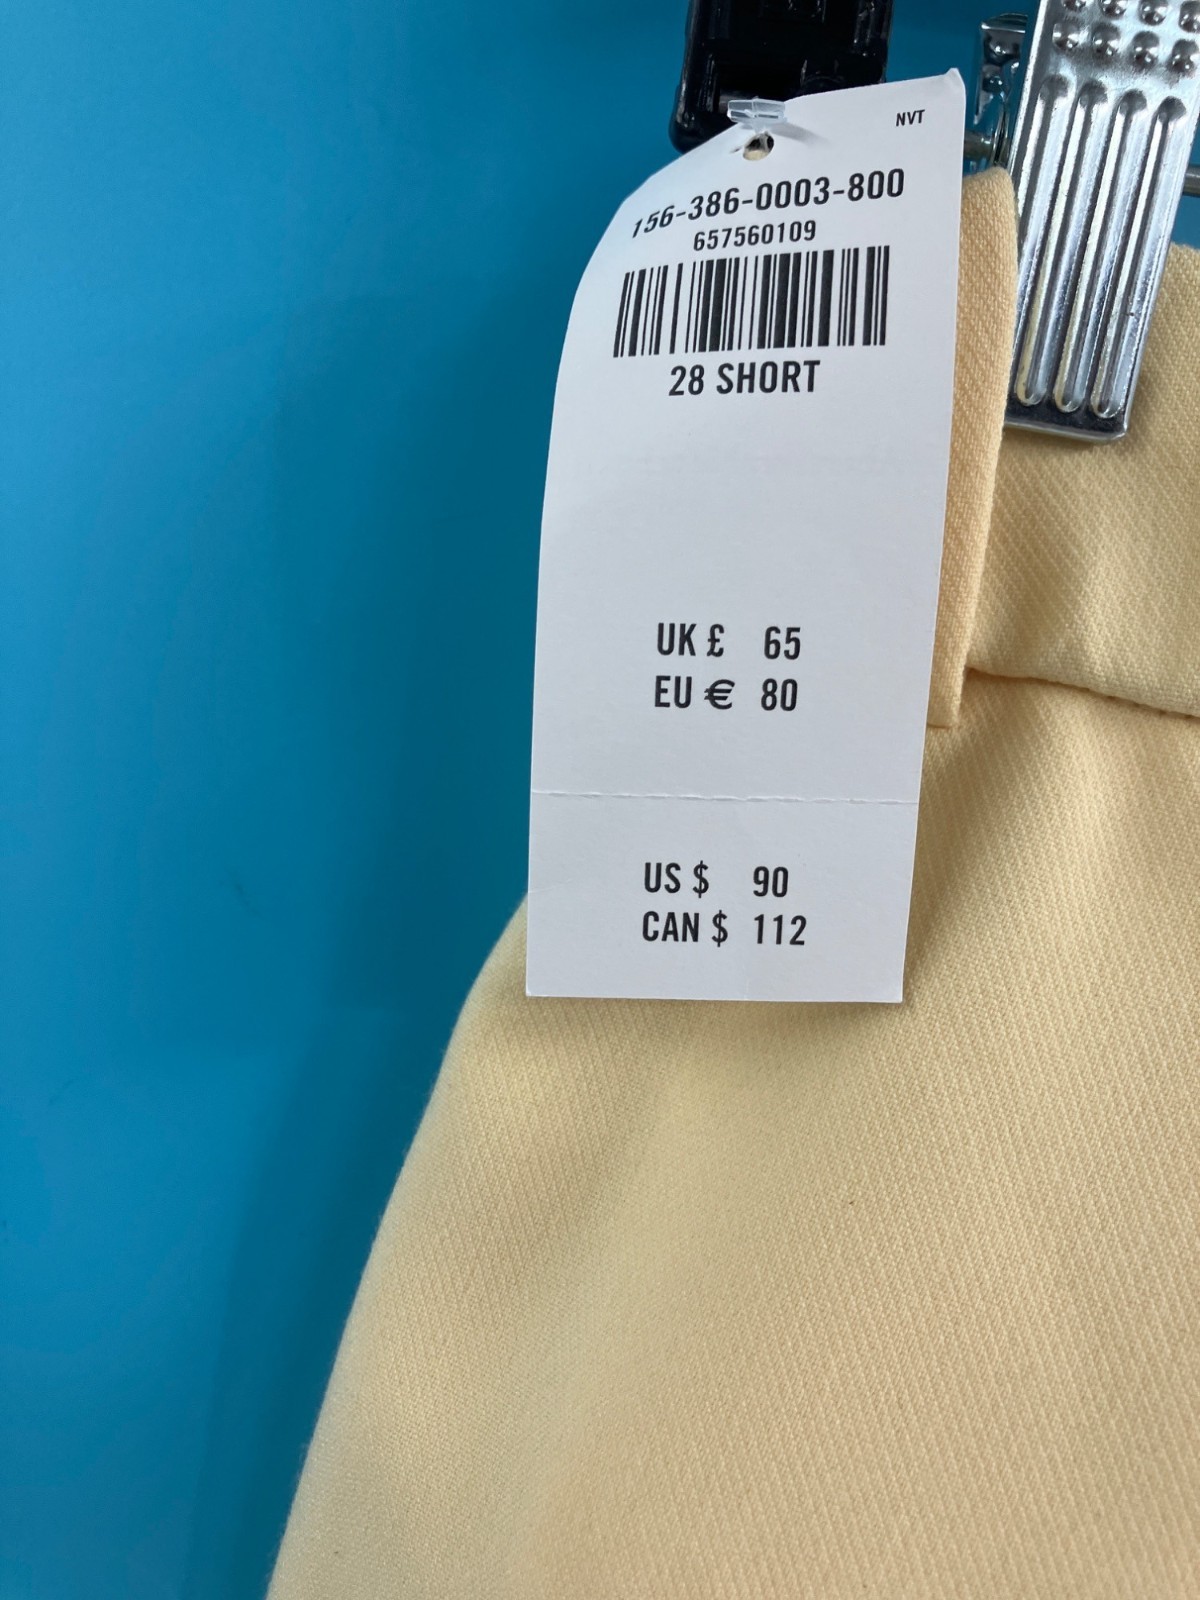 NVT
156-386-0003-800
657560109
28 SHORT
UK £ 65
EU € 80
US $ 90
CAN $ 112